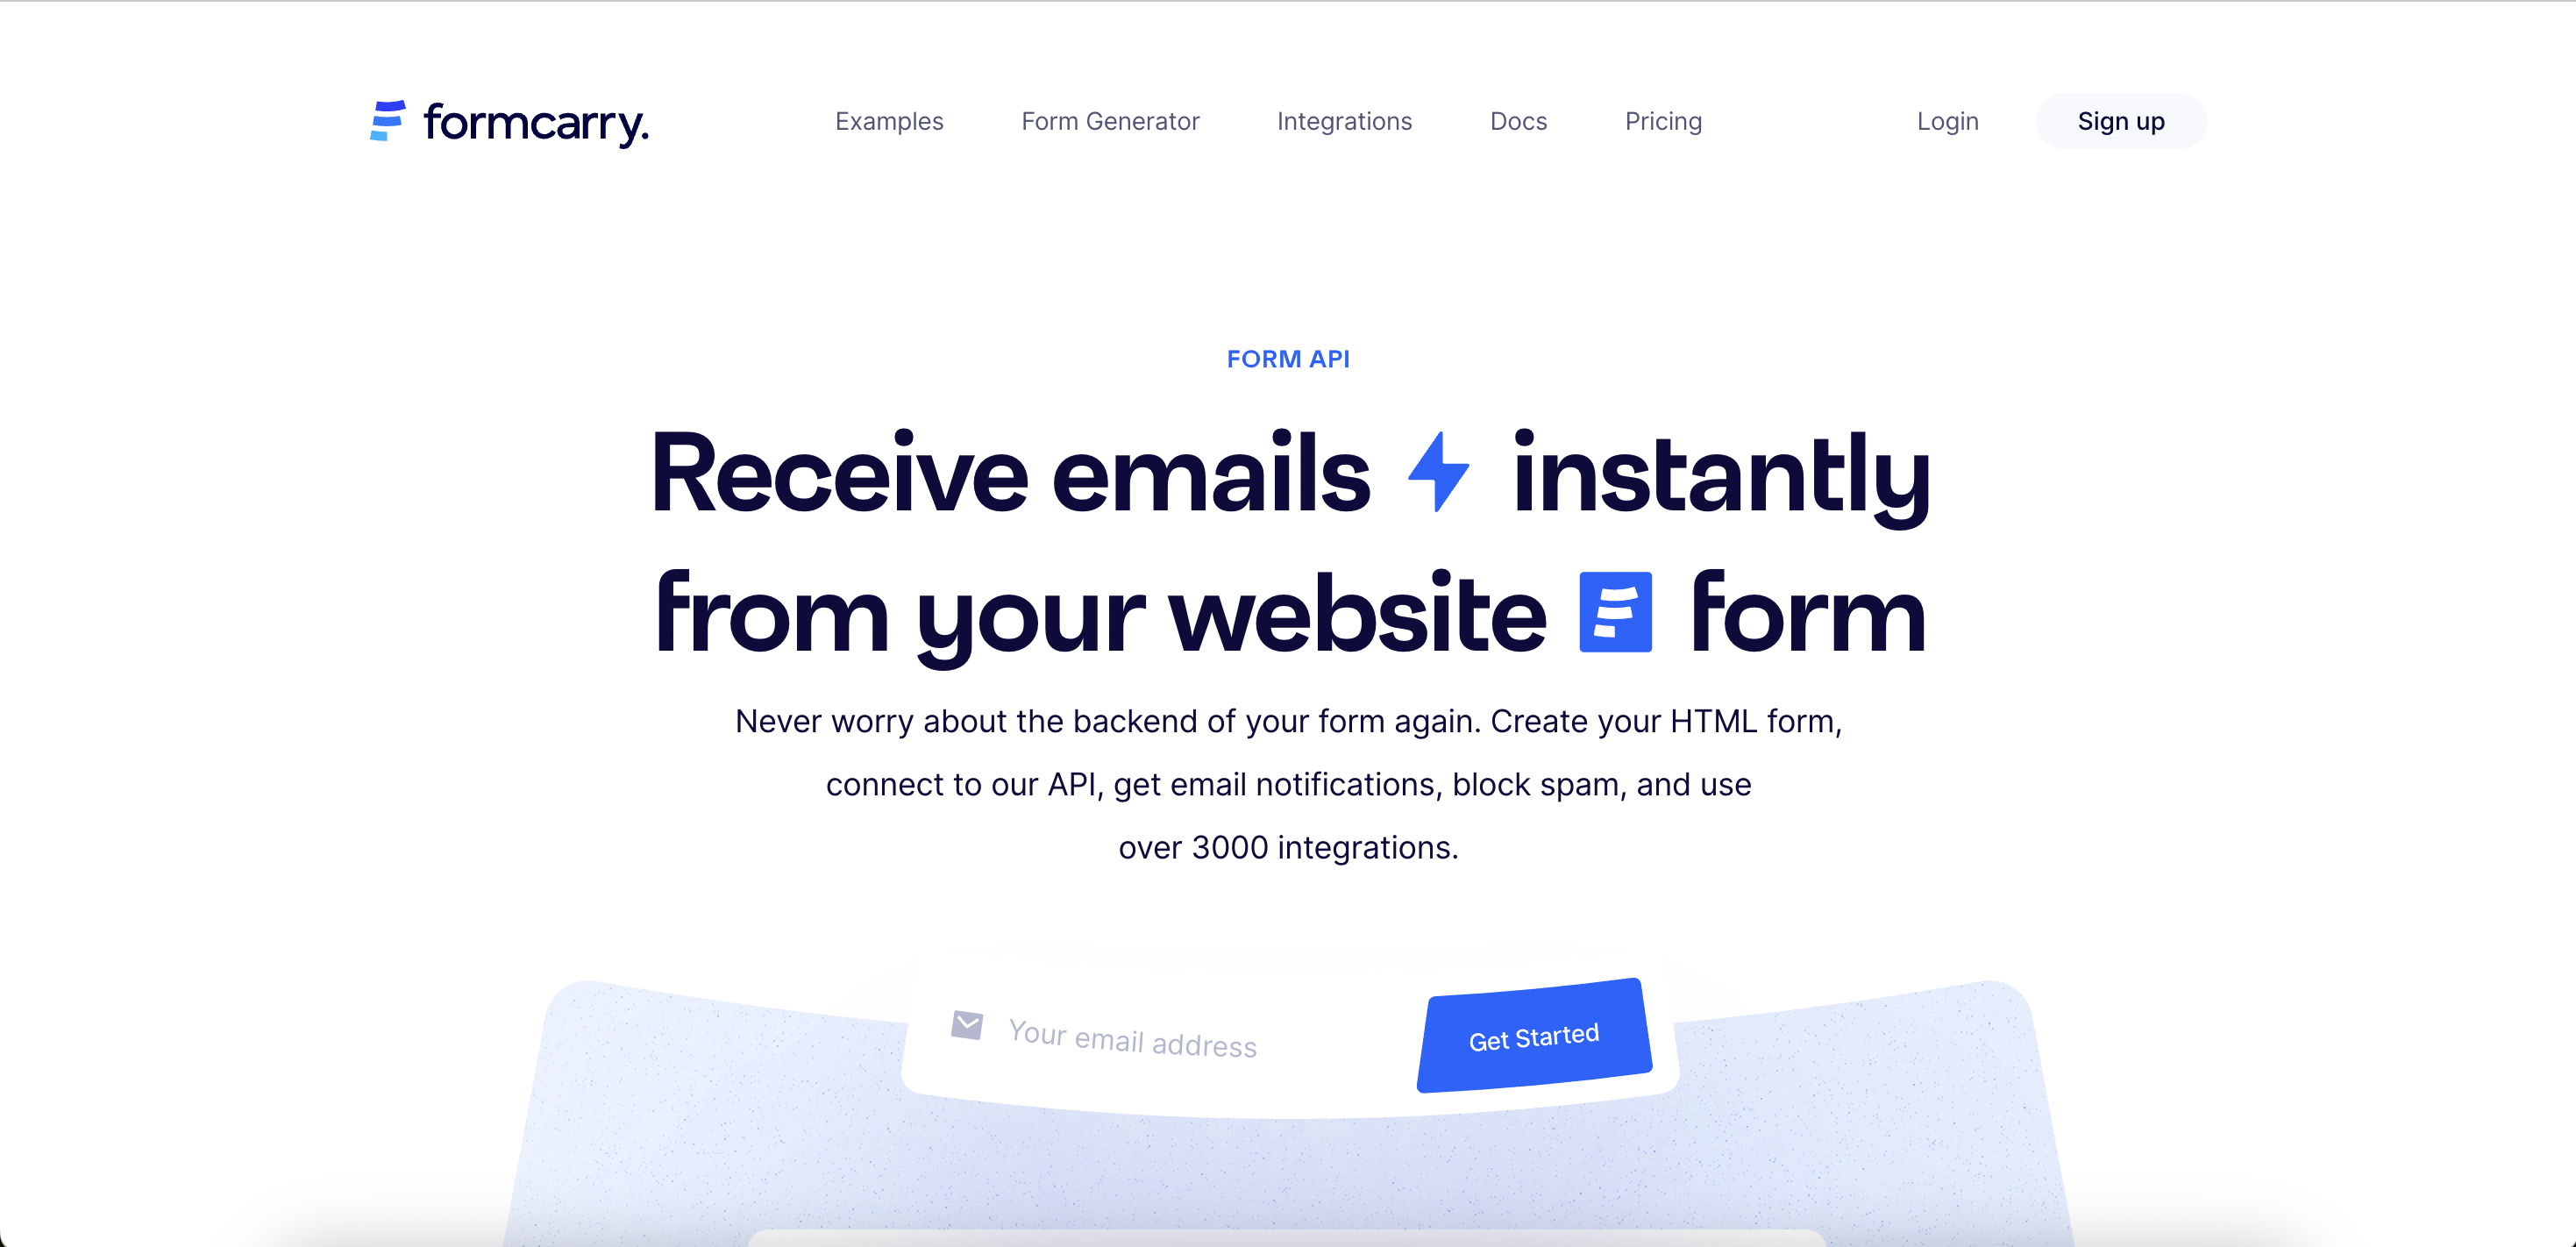 formcarry.
Examples
Form Generator
Integrations
Docs
Pricing
Login
Sign up
FORM API
Receive emails instantly
from your website form
Never worry about the backend of your form again. Create your HTML form,
connect to our API, get email notifications, block spam, and use
over 3000 integrations.
Your email address
Get Started